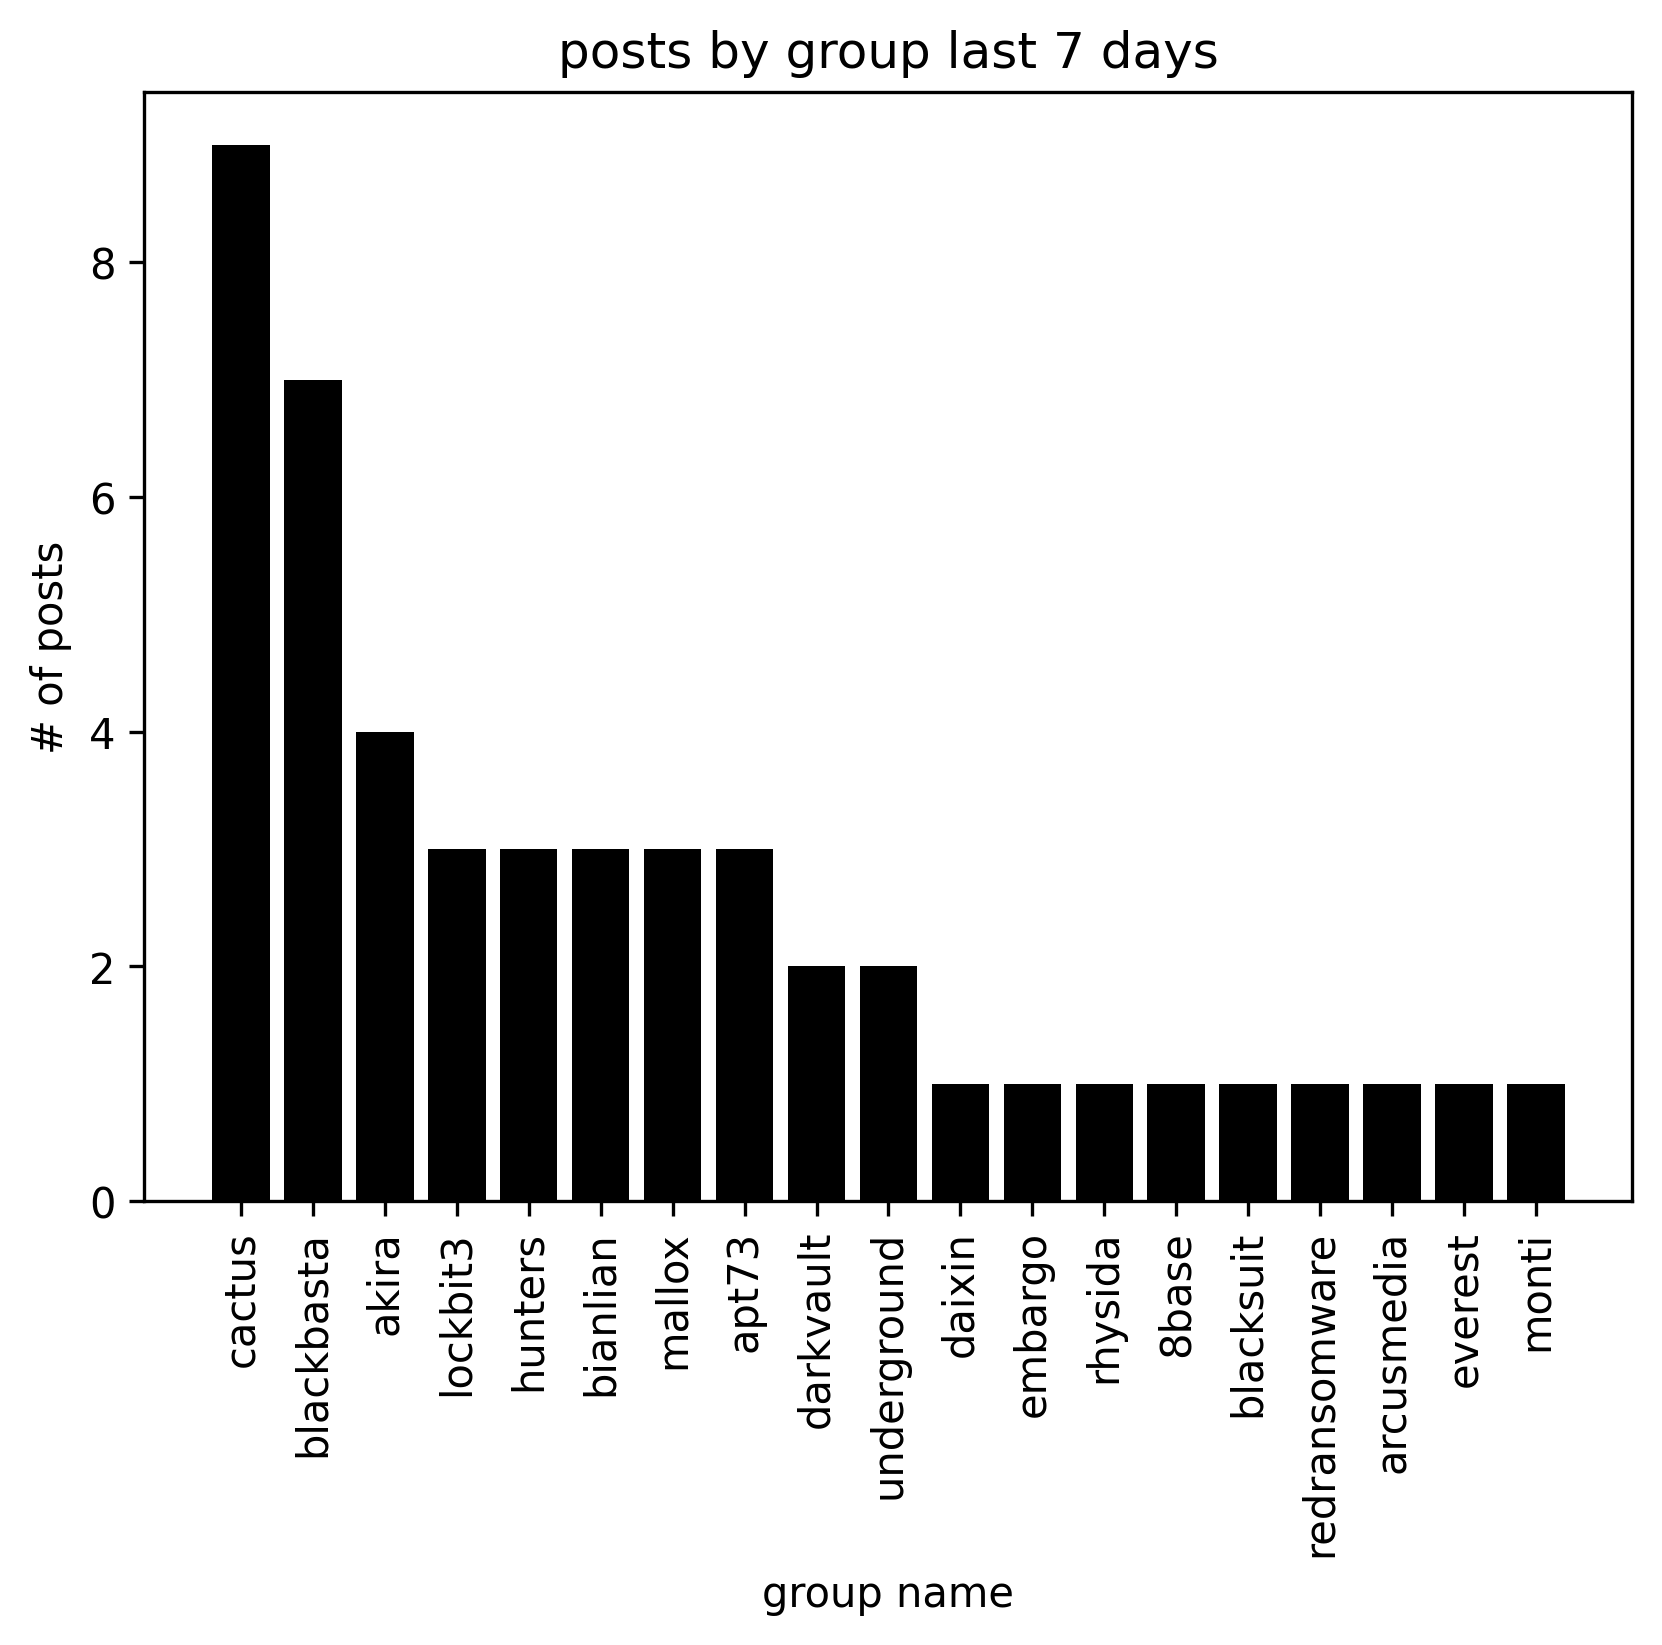 posts by group last 7 days
# of posts
8
6
4
2
0
cactus
blackbasta
akira
lockbit3
hunters
bianlian
mallox
apt73
darkvault
underground
daixin
embargo
rhysida
8base
blacksuit
redransomware
arcusmedia
everest
monti
group name